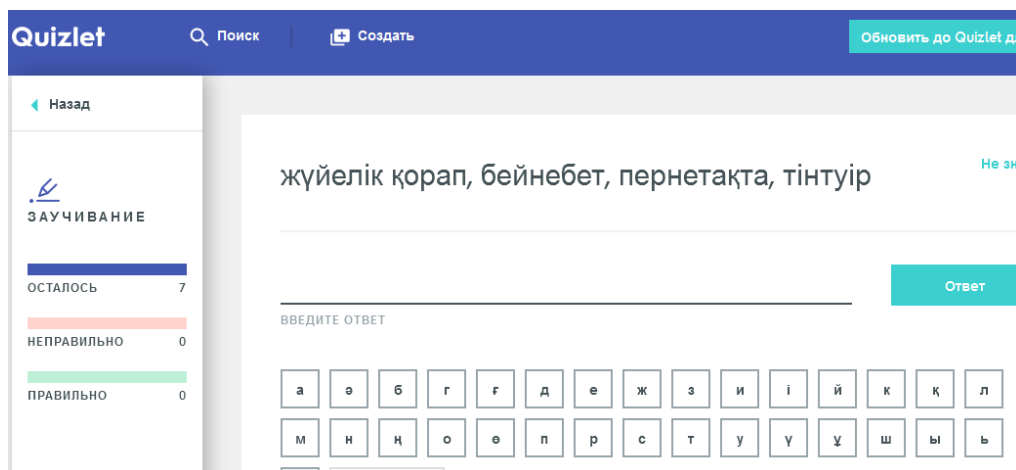 Quizlet Поиск Создать Обновить до Quizlet д
Назад
жүйелік қорап, бейнебет, пернетақта, тінтуір Не зн
ЗАУЧИВАНИЕ
ОСТАЛОСЬ 7
Ответ
ВВЕДИТЕ ОТВЕТ
НЕПРАВИЛЬНО 0
ПРАВИЛЬНО 0
а ә б г ғ д е ж з и і й к қ л
м н ң о ө п р с т у ү ұ ш ы ь